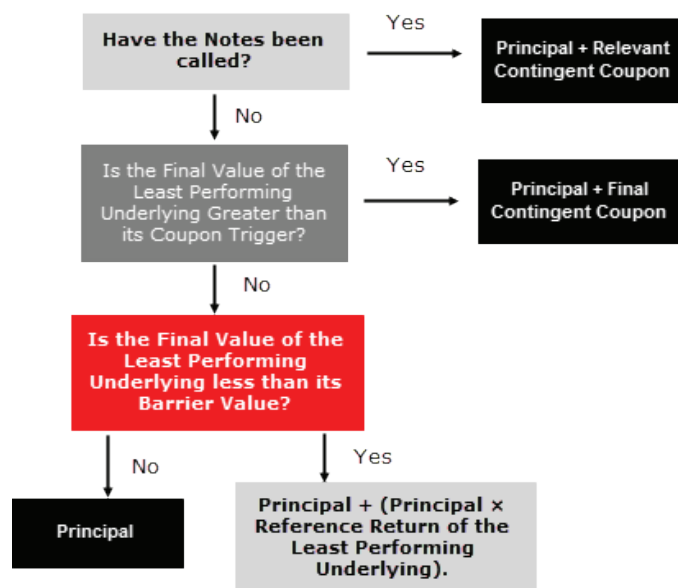 Have the Notes been
called?
Yes
Principal + Relevant
Contingent Coupon
No
Is the Final Value of the
Least Performing
Underlying Greater than
its Coupon Trigger?
Yes
Principal + Final
Contingent Coupon
No
Is the Final Value of the
Least Performing
Underlying less than its
Barrier Value?
No
Yes
Principal
Principal + (Principal ×
Reference Return of the
Least Performing
Underlying).